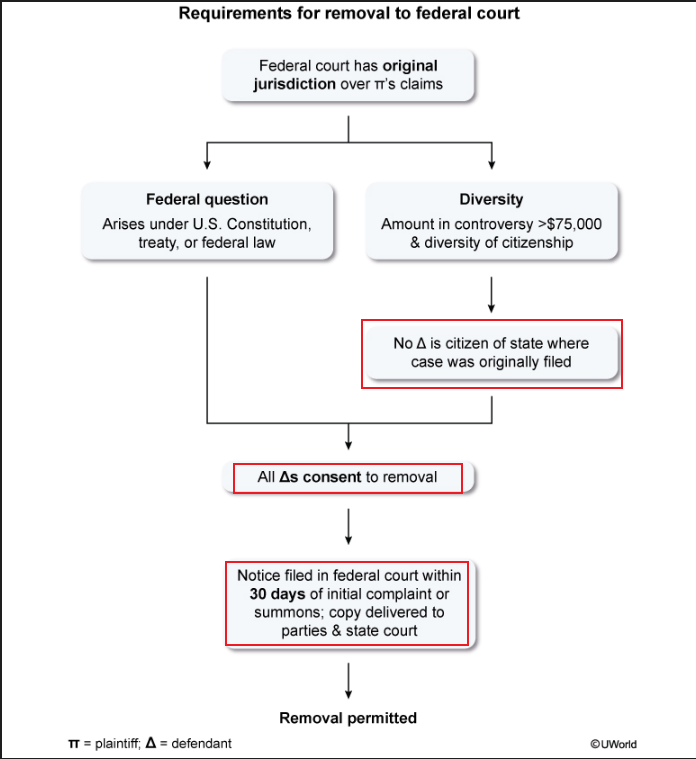 Requirements for removal to federal court
Federal court has original
jurisdiction over π's claims
Federal question
Arises under U.S. Constitution,
treaty, or federal law
Diversity
Amount in controversy >$75,000
& diversity of citizenship
No Δ is citizen of state where
case was originally filed
All Δs consent to removal
Notice filed in federal court within
30 days of initial complaint or
summons; copy delivered to
parties & state court
Removal permitted
π = plaintiff; Δ = defendant
©UWorld